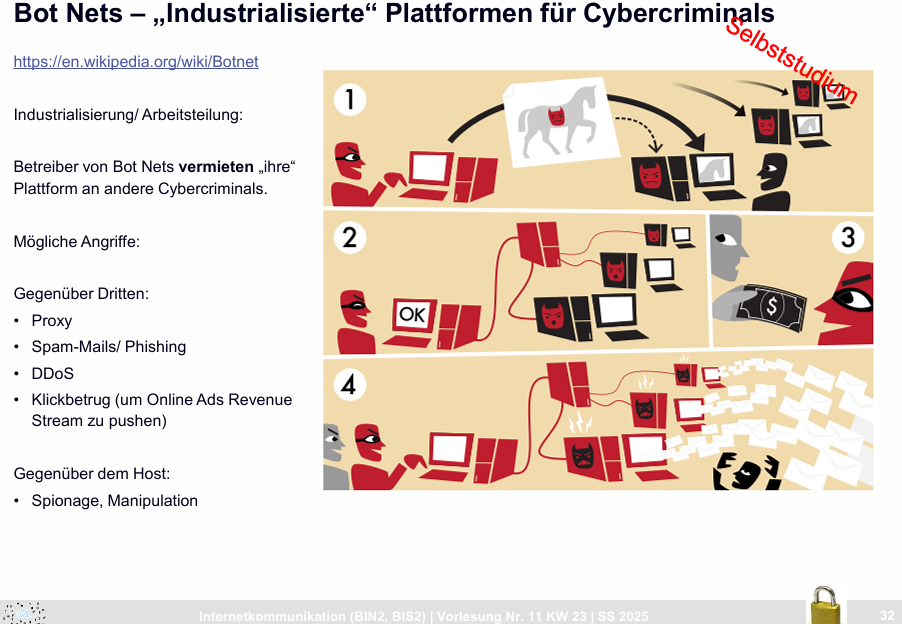 Bot Nets – „Industrialisierte“ Plattformen für Cybercriminals
Selbststudium
https://en.wikipedia.org/wiki/Botnet
Industrialisierung/ Arbeitsteilung:
Betreiber von Bot Nets vermieten „ihre“
Plattform an andere Cybercriminals.
Mögliche Angriffe:
Gegenüber Dritten:
• Proxy
• Spam-Mails/ Phishing
• DDoS
• Klickbetrug (um Online Ads Revenue
Stream zu pushen)
Gegenüber dem Host:
• Spionage, Manipulation
1
2
OK
3
$
4
Internetkommunikation (BIN2, BIS2) | Vorlesung Nr. 11 KW 23 | SS 2025
32